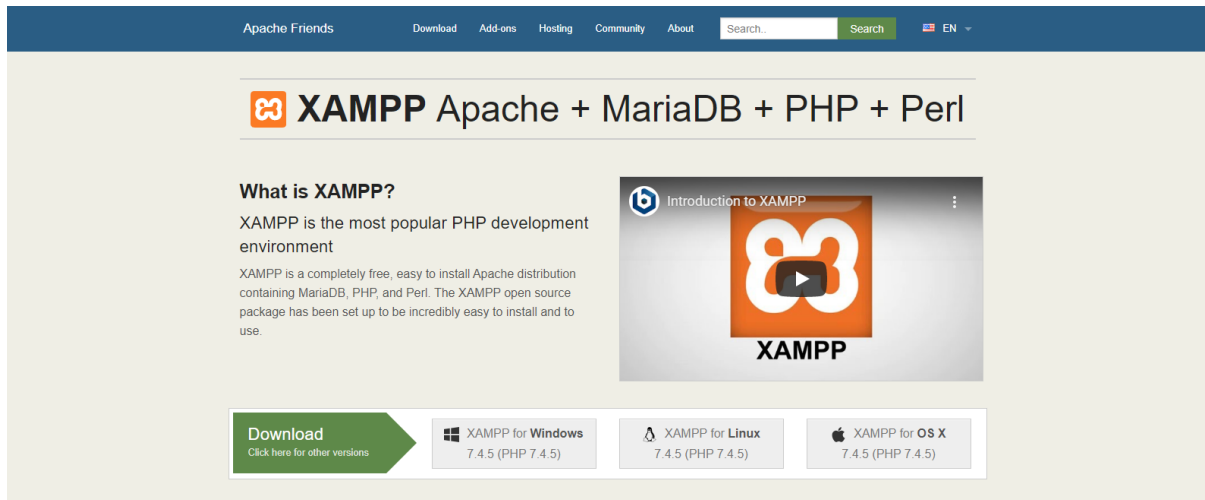 Apache Friends Download Add-ons Hosting Community About Search.. Search EN
XAMPP Apache + MariaDB + PHP + Perl
What is XAMPP?
XAMPP is the most popular PHP development
environment
XAMPP is a completely free, easy to install Apache distribution
containing MariaDB, PHP, and Perl. The XAMPP open source
package has been set up to be incredibly easy to install and to
use.
Introduction to XAMPP
XAMPP
Download
Click here for other versions
XAMPP for Windows
7.4.5 (PHP 7.4.5)
XAMPP for Linux
7.4.5 (PHP 7.4.5)
XAMPP for OS X
7.4.5 (PHP 7.4.5)